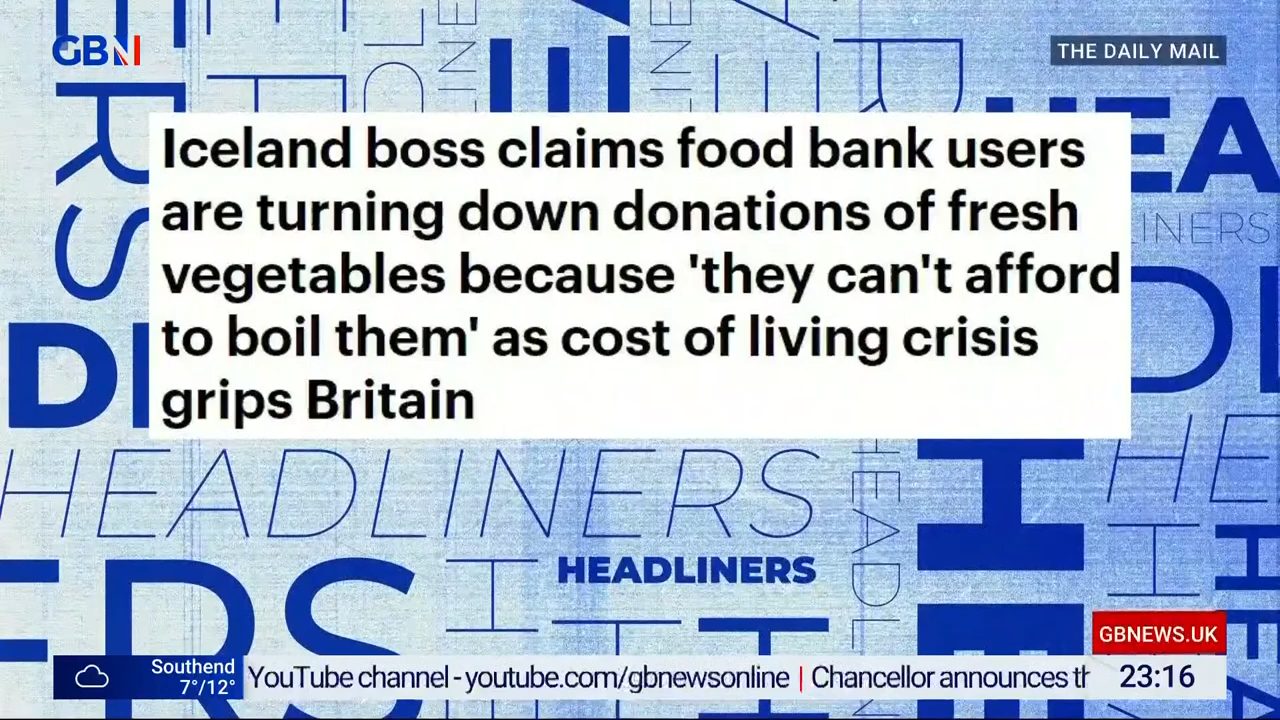 GBN
THE DAILY MAIL
Iceland boss claims food bank users
are turning down donations of fresh
vegetables because 'they can't afford
to boil them' as cost of living crisis
grips Britain
HEADLINERS
HEADLINERS
GBNEWS.UK
Southend
7°/12°
YouTube channel - youtube.com/gbnewsonline | Chancellor announces th
23:16